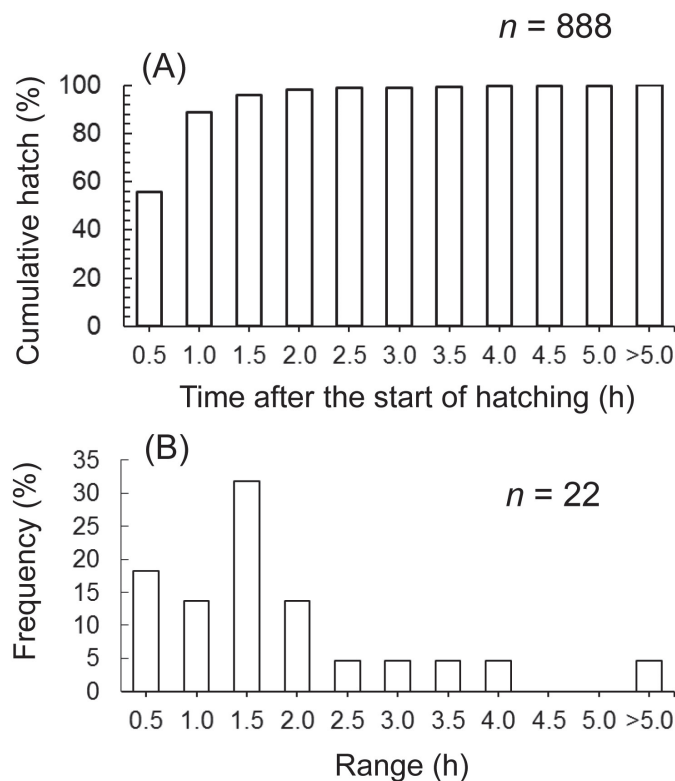 n = 888
(A)
Cumulative hatch (%)
100
80
60
40
20
0
0.5 1.0 1.5 2.0 2.5 3.0 3.5 4.0 4.5 5.0 >5.0
Time after the start of hatching (h)
(B)
n = 22
Frequency (%)
35
30
25
20
15
10
5
0
0.5 1.0 1.5 2.0 2.5 3.0 3.5 4.0 4.5 5.0 >5.0
Range (h)